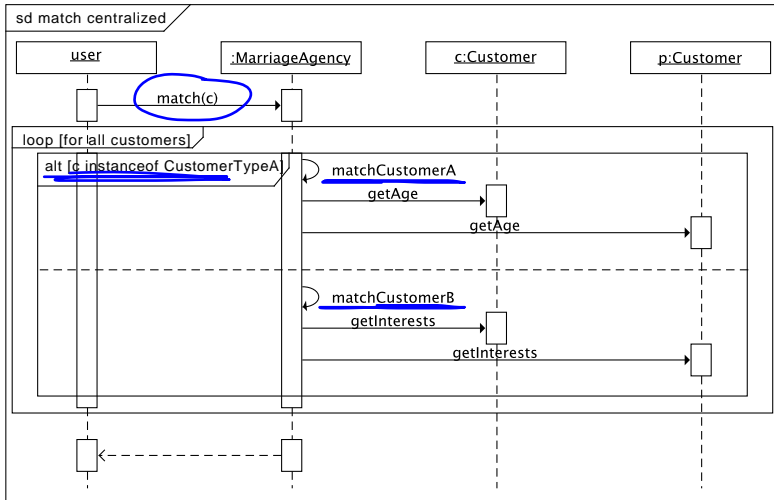 sd match centralized
user
:MarriageAgency
c:Customer
p:Customer
match(c)
loop [for all customers]
alt [c instanceof CustomerTypeA]
matchCustomerA
getAge
getAge
matchCustomerB
getInterests
getInterests